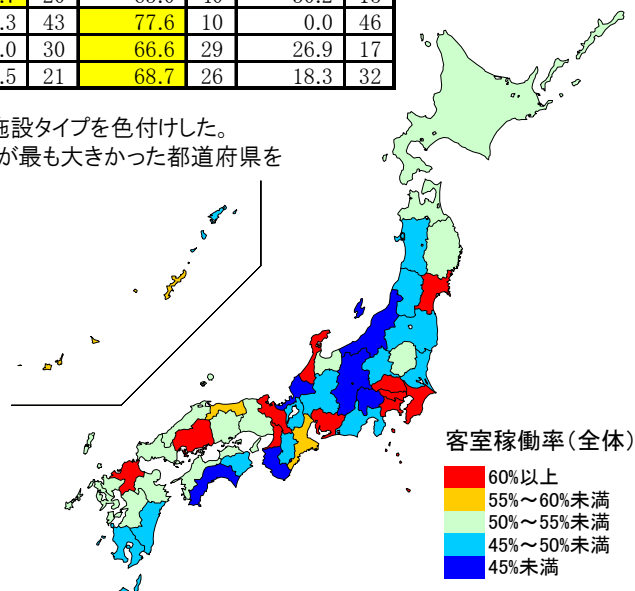 .3 43 77.6 10 0.0 46
.0 30 66.6 29 26.9 17
.5 21 68.7 26 18.3 32
施設タイプを色付けした。
が最も大きかった都道府県を
客室稼働率(全体)
60%以上
55%~60%未満
50%~55%未満
45%~50%未満
45%未満